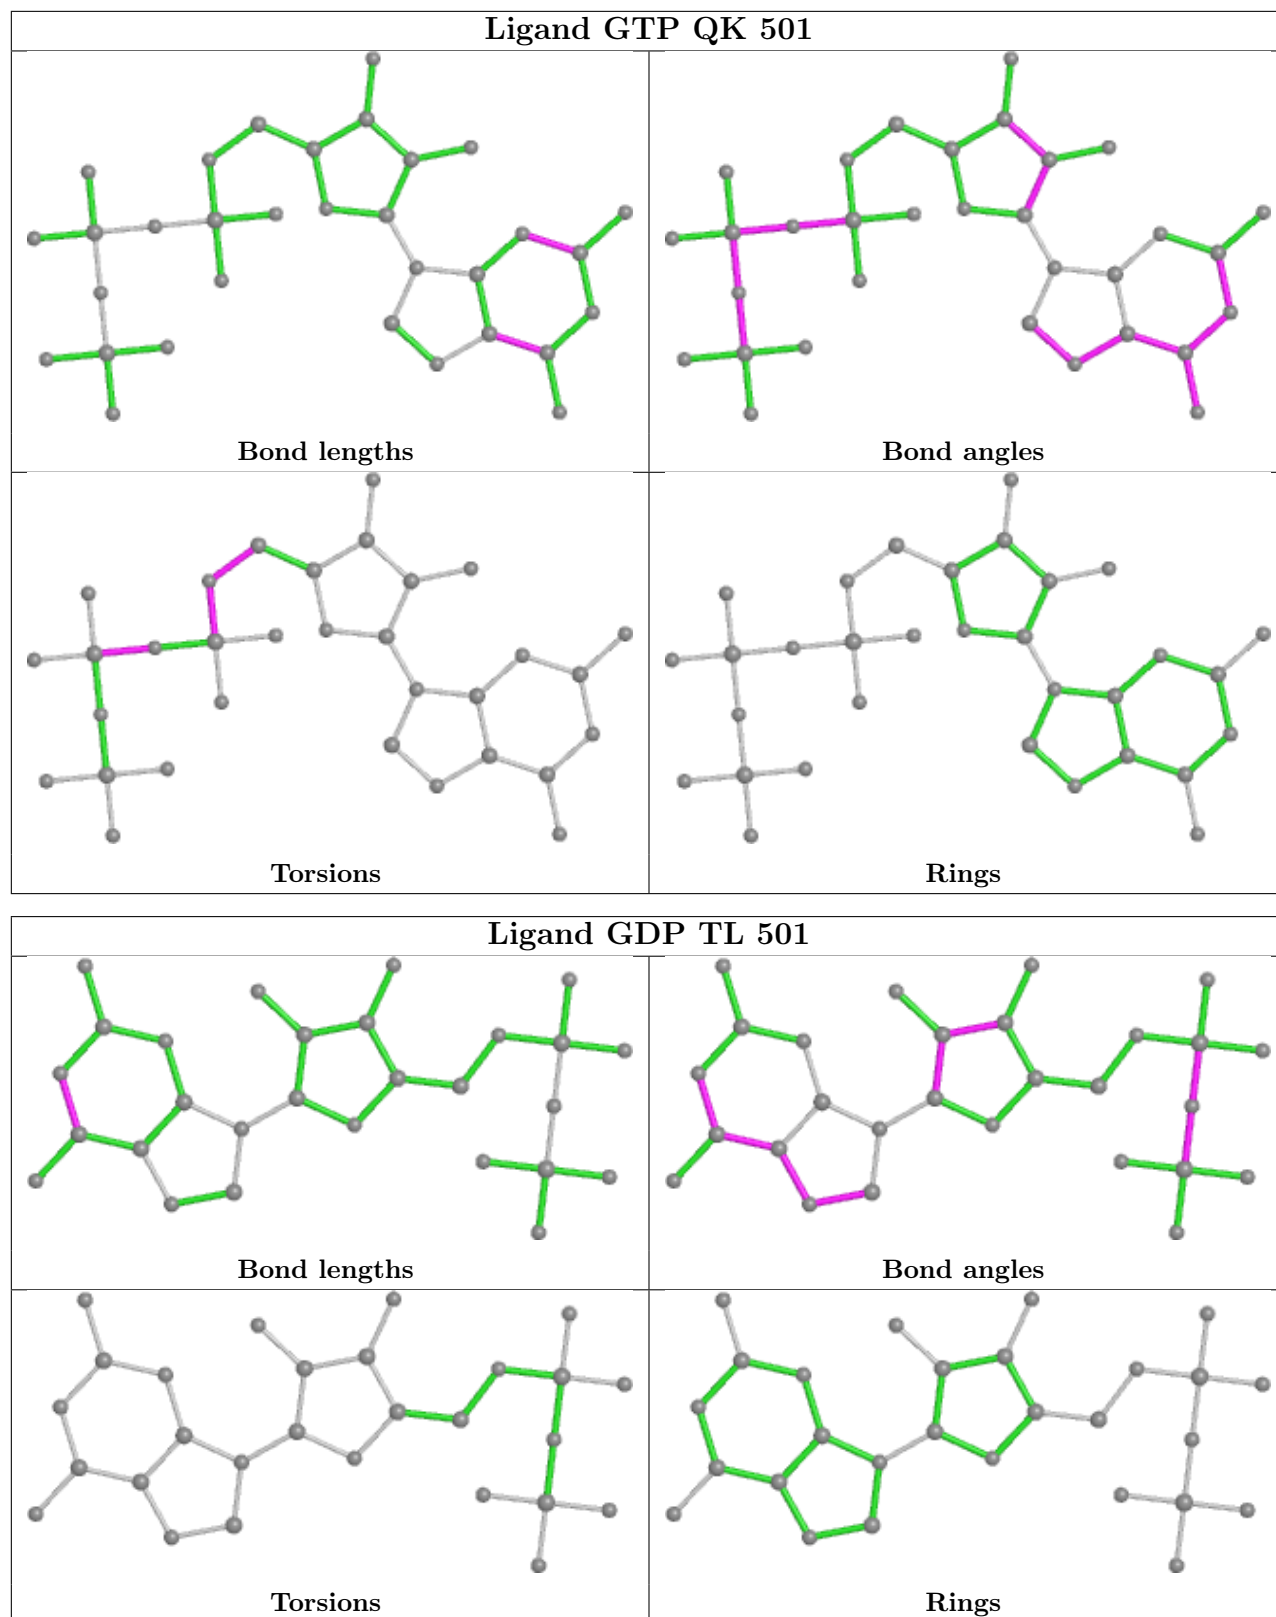 Ligand GTP QK 501
Bond lengths
Bond angles
Torsions
Rings
Ligand GDP TL 501
Bond lengths
Bond angles
Torsions
Rings